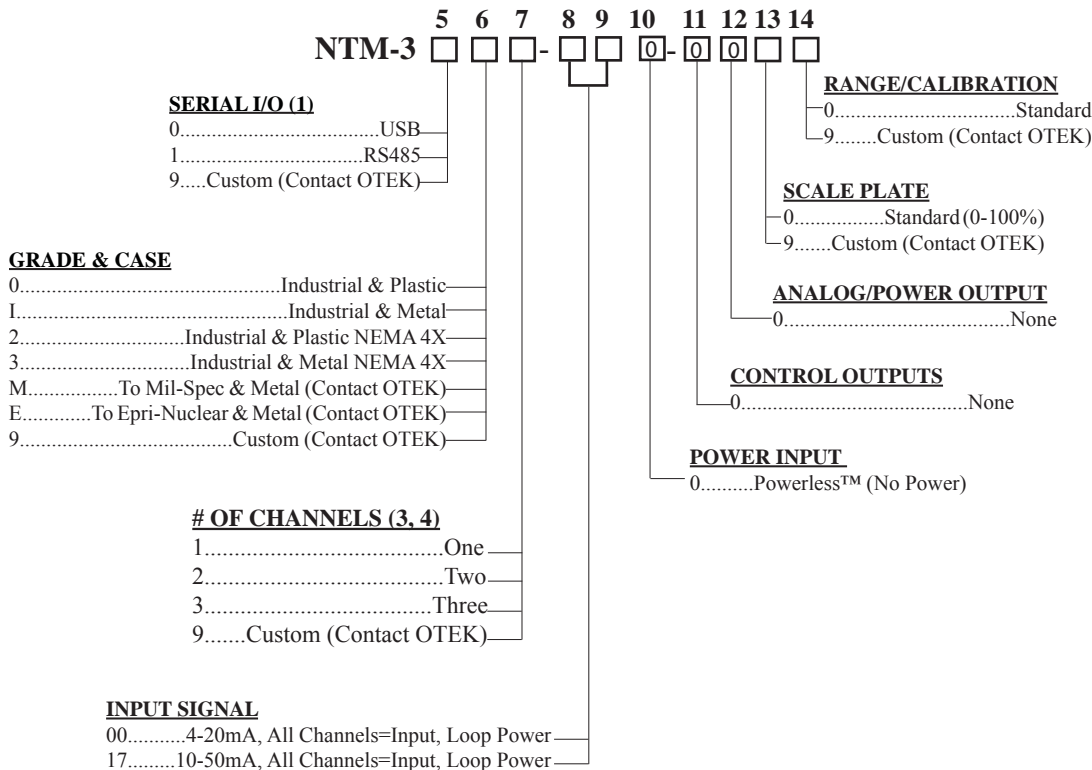 5 6 7 8 9 10 11 12 13 14
NTM-3 - 0 - 0 0
SERIAL I/O (1)
0.............................USB
1...........................RS485
9.....Custom (Contact OTEK)
GRADE & CASE
0............................................Industrial & Plastic
I.............................................Industrial & Metal
2............................Industrial & Plastic NEMA 4X
3..............................Industrial & Metal NEMA 4X
M...............To Mil-Spec & Metal (Contact OTEK)
E............To Epri-Nuclear & Metal (Contact OTEK)
9...................................Custom (Contact OTEK)
# OF CHANNELS (3, 4)
1...................................One
2...................................Two
3.................................Three
9.......Custom (Contact OTEK)
INPUT SIGNAL
00..........4-20mA, All Channels=Input, Loop Power
17.........10-50mA, All Channels=Input, Loop Power
RANGE/CALIBRATION
0..............................Standard
9.......Custom (Contact OTEK)
SCALE PLATE
0................Standard (0-100%)
9.......Custom (Contact OTEK)
ANALOG/POWER OUTPUT
0......................................None
CONTROL OUTPUTS
0......................................None
POWER INPUT
0..........Powerless™ (No Power)